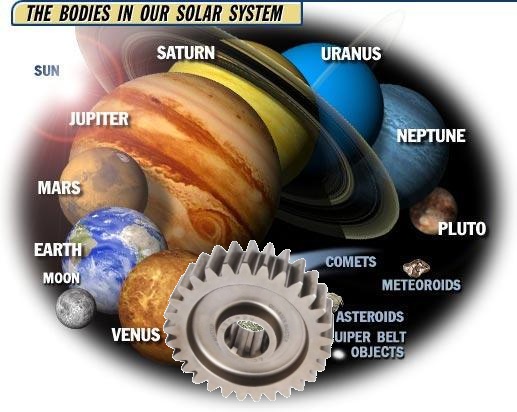 THE BODIES IN OUR SOLAR SYSTEM
SATURN
URANUS
SUN
JUPITER
NEPTUNE
MARS
PLUTO
EARTH
COMETS
MOON
METEOROIDS
ASTEROIDS
VENUS
UIPER BELT
OBJECTS